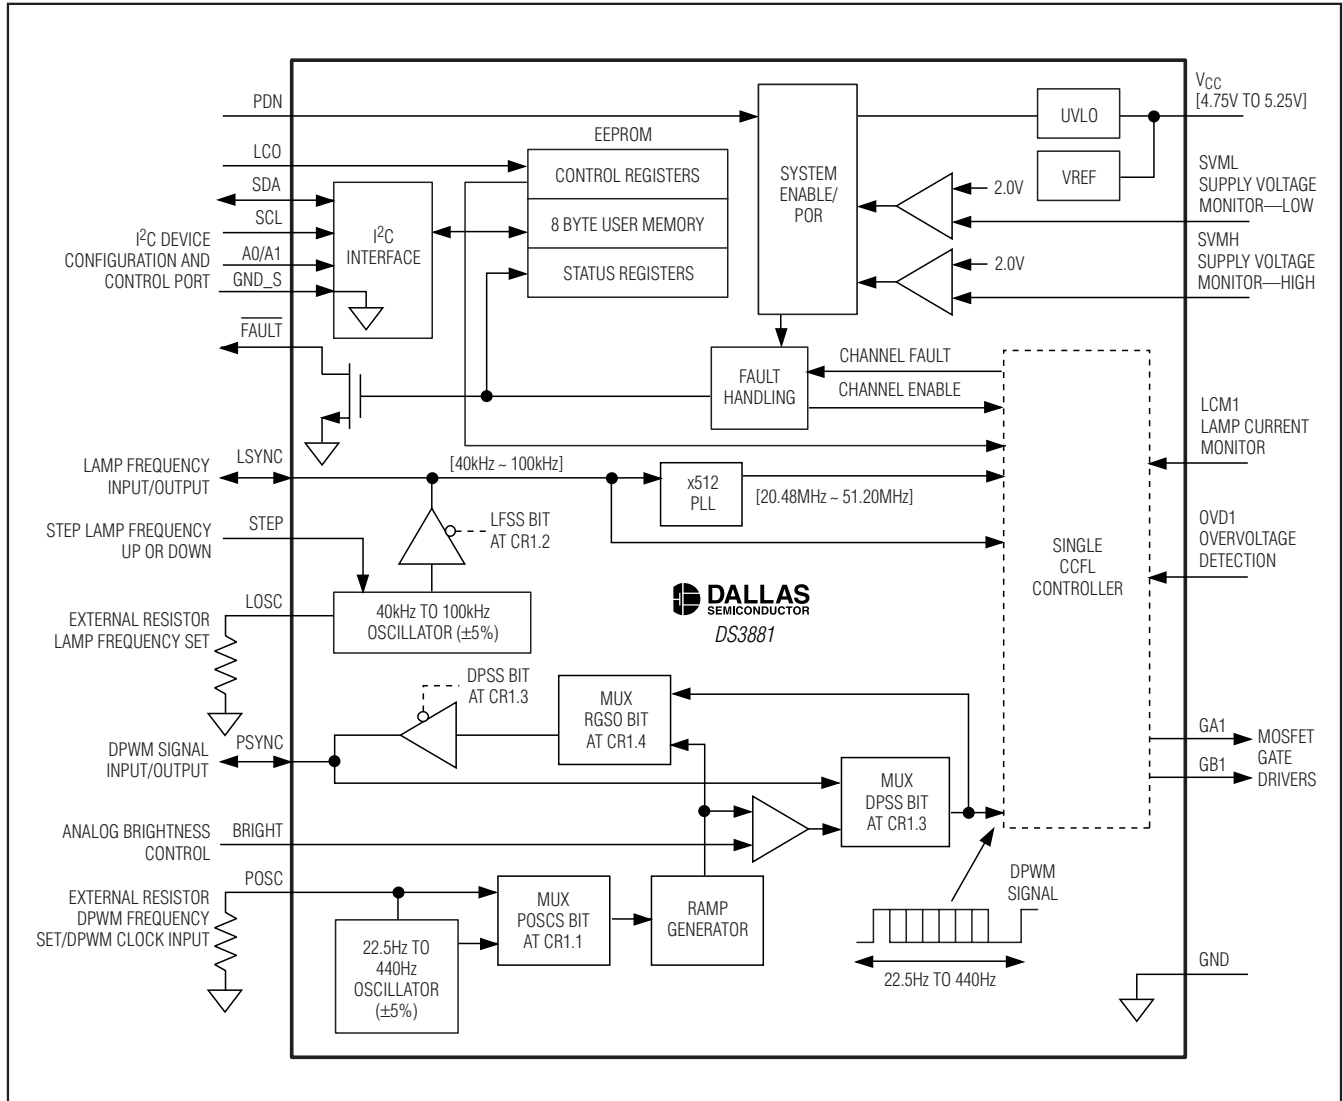 PDN
LCO
SDA
SCL
I2C DEVICE
CONFIGURATION AND
CONTROL PORT
A0/A1
GND_S
FAULT
I2C
INTERFACE
EEPROM
CONTROL REGISTERS
8 BYTE USER MEMORY
STATUS REGISTERS
SYSTEM
ENABLE/
POR
UVLO
VREF
2.0V
2.0V
VCC
[4.75V TO 5.25V]
SVML
SUPPLY VOLTAGE
MONITOR—LOW
SVMH
SUPPLY VOLTAGE
MONITOR—HIGH
FAULT
HANDLING
CHANNEL FAULT
CHANNEL ENABLE
LCM1
LAMP CURRENT
MONITOR
LAMP FREQUENCY
INPUT/OUTPUT
LSYNC
[40kHz ~ 100kHz]
x512
PLL
[20.48MHz ~ 51.20MHz]
STEP LAMP FREQUENCY
UP OR DOWN
STEP
LFSS BIT
AT CR1.2
OVD1
OVERVOLTAGE
DETECTION
SINGLE
CCFL
CONTROLLER
EXTERNAL RESISTOR
LAMP FREQUENCY SET
LOSC
40kHz TO 100kHz
OSCILLATOR (±5%)
DALLAS
SEMICONDUCTOR
DS3881
DPSS BIT
AT CR1.3
MUX
RGSO BIT
AT CR1.4
DPWM SIGNAL
INPUT/OUTPUT
PSYNC
MUX
DPSS BIT
AT CR1.3
GA1
GB1
MOSFET
GATE
DRIVERS
ANALOG BRIGHTNESS
CONTROL
BRIGHT
EXTERNAL RESISTOR
DPWM FREQUENCY
SET/DPWM CLOCK INPUT
POSC
22.5Hz TO
440Hz
OSCILLATOR
(±5%)
MUX
POSCS BIT
AT CR1.1
RAMP
GENERATOR
DPWM
SIGNAL
22.5Hz TO 440Hz
GND